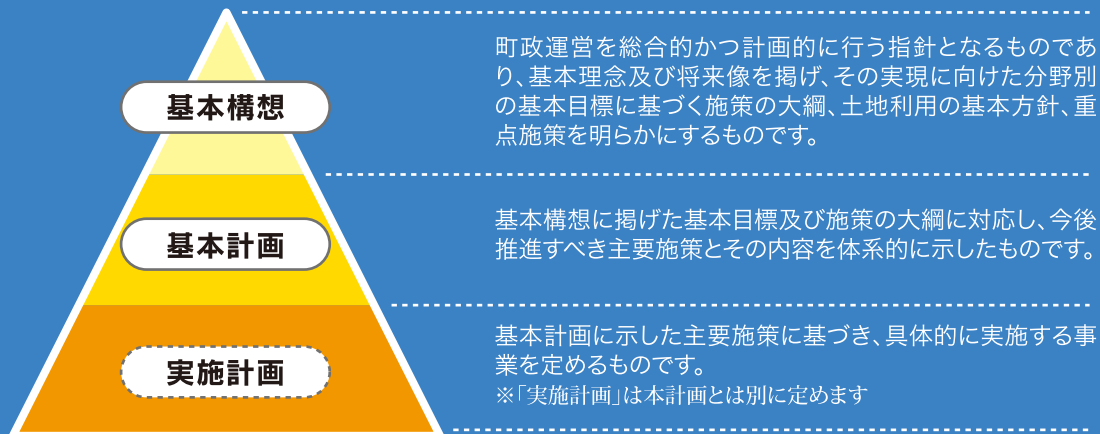 基本構想
町政運営を総合的かつ計画的に行う指針となるものであ
り、基本理念及び将来像を掲げ、その実現に向けた分野別
の基本目標に基づく施策の大綱、土地利用の基本方針、重
点施策を明らかにするものです。
基本計画
基本構想に掲げた基本目標及び施策の大綱に対応し、今後
推進すべき主要施策とその内容を体系的に示したものです。
実施計画
基本計画に示した主要施策に基づき、具体的に実施する事
業を定めるものです。
※「実施計画」は本計画とは別に定めます